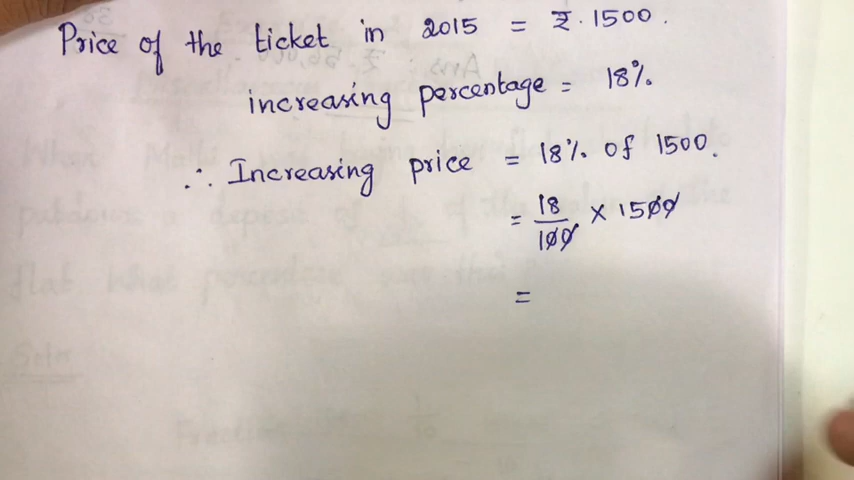 Price of the ticket in 2015 = ₹. 1500.
increasing percentage = 18%
∴ Increasing price = 18% of 1500.
= 18/100 × 1500
=